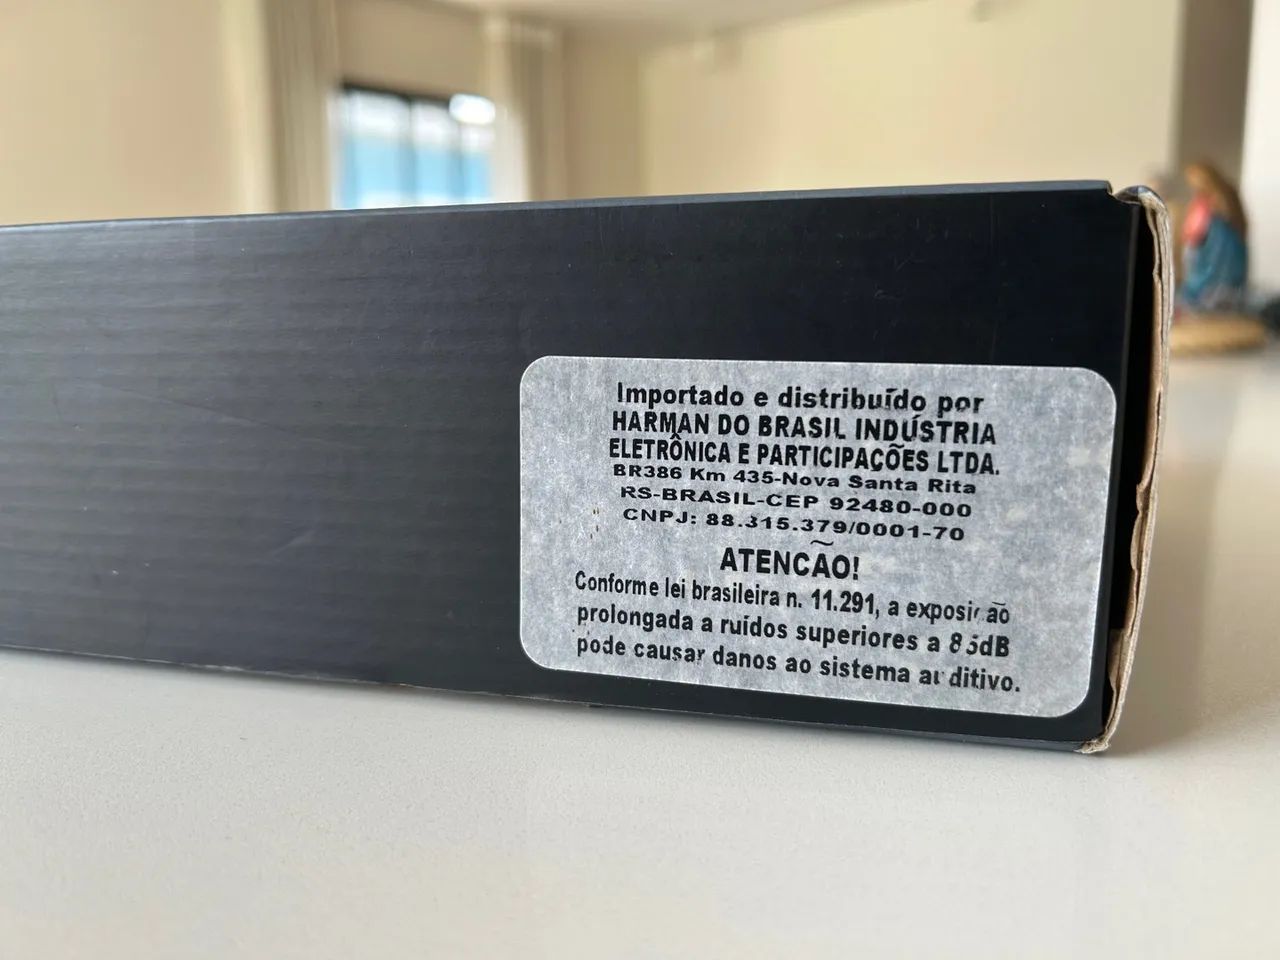 Importado e distribuído por
HARMAN DO BRASIL INDÚSTRIA
ELETRÔNICA E PARTICIPAÇÕES LTDA.
BR386 Km 435-Nova Santa Rita
RS-BRASIL-CEP 92480-000
CNPJ: 88.315.379/0001-70
ATENCÃO!
Conforme lei brasileira n. 11.291, a exposição
prolongada a ruídos superiores a 85dB
pode causar danos ao sistema auditivo.